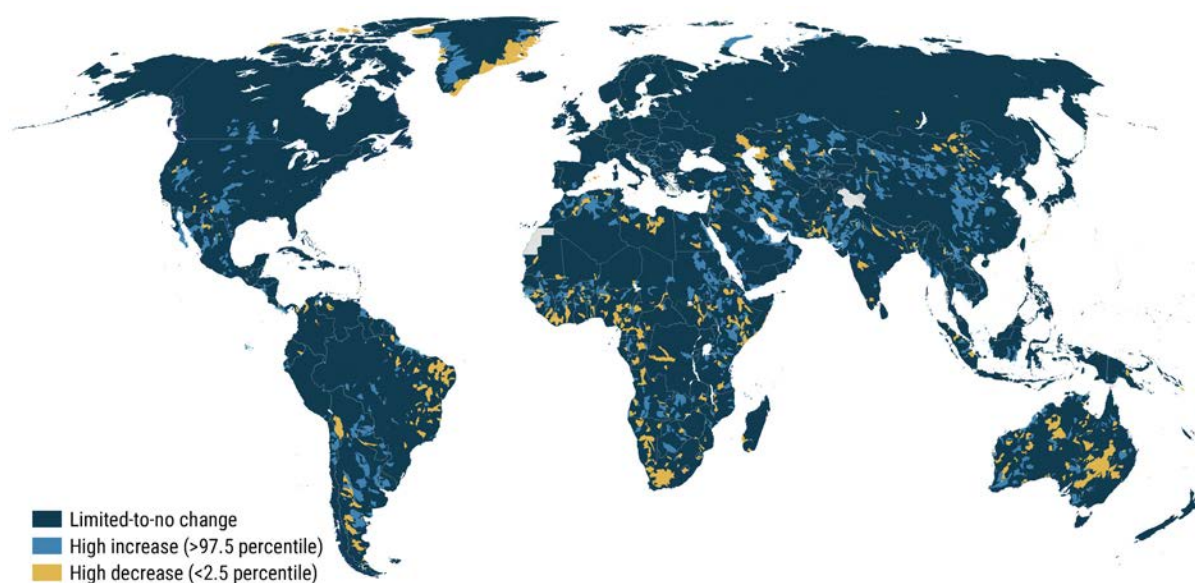 Limited-to-no change
High increase (>97.5 percentile)
High decrease (<2.5 percentile)